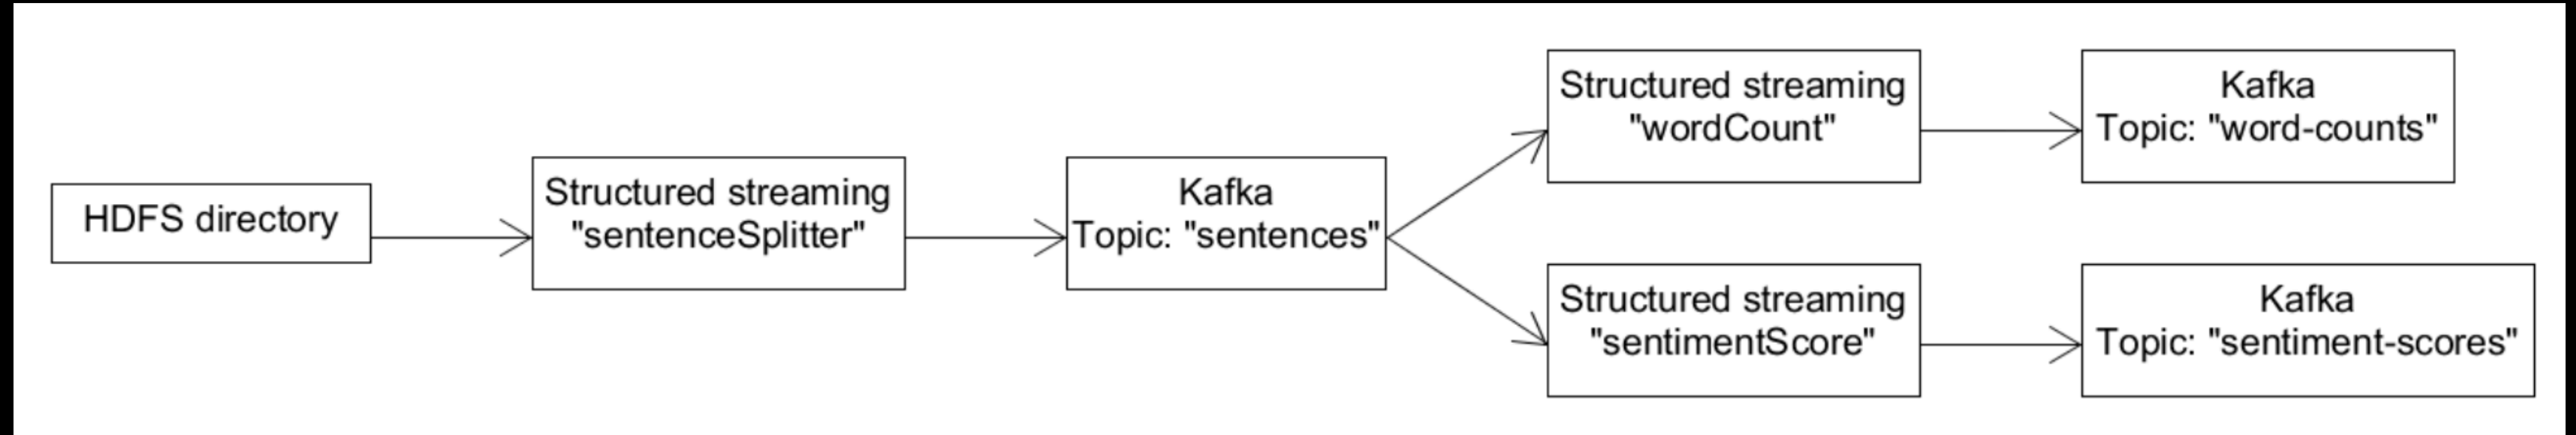 HDFS directory
Structured streaming
"sentenceSplitter"
Kafka
Topic: "sentences"
Structured streaming
"wordCount"
Kafka
Topic: "word-counts"
Structured streaming
"sentimentScore"
Kafka
Topic: "sentiment-scores"